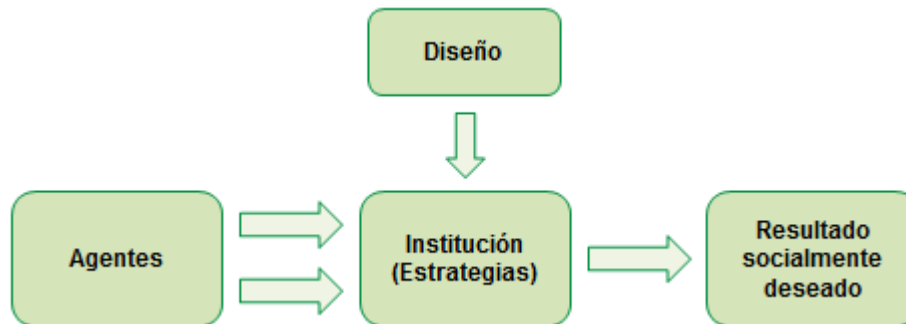 Diseño
Agentes
Institución
(Estrategias)
Resultado
socialmente
deseado